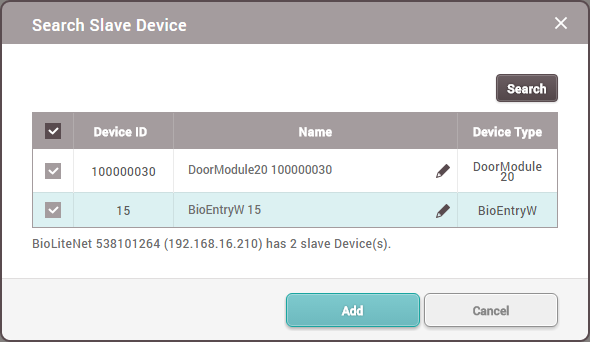 Search Slave Device
Search
Device ID Name Device Type
100000030 DoorModule20 100000030 DoorModule
20
15 BioEntryW 15 BioEntryW
BioLiteNet 538101264 (192.168.16.210) has 2 slave Device(s).
Add Cancel